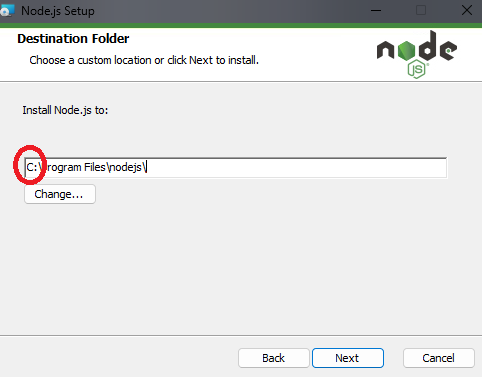 Node.js Setup
Destination Folder
Choose a custom location or click Next to install.
node
JS
Install Node.js to:
C:\Program Files\nodejs\
Change...
Back
Next
Cancel